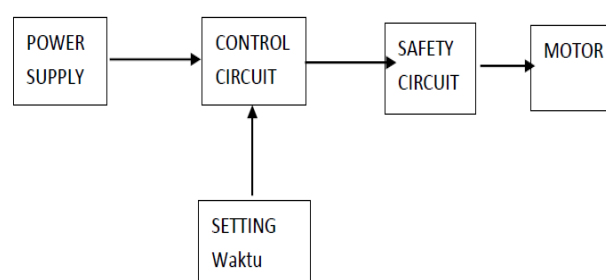 POWER
SUPPLY
CONTROL
CIRCUIT
SAFETY
CIRCUIT
MOTOR
SETTING
Waktu